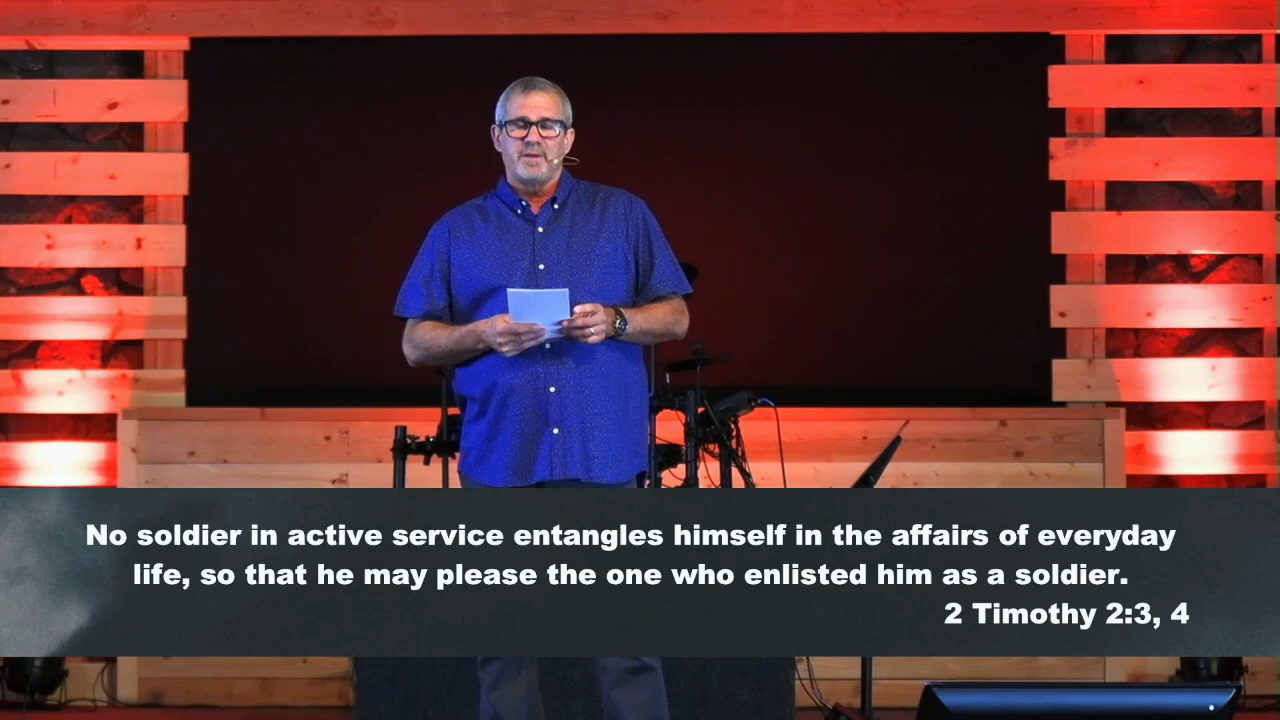 No soldier in active service entangles himself in the affairs of everyday
life, so that he may please the one who enlisted him as a soldier.
2 Timothy 2:3, 4